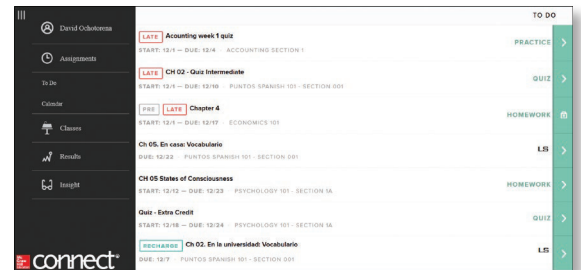 TO DO
David Ochotorena
Assignments
To Do
Calendar
Classes
Results
Insight
connect®
LATE Acounting week 1 quiz
START: 12/1 — DUE: 12/4 · ACCOUNTING SECTION 1
PRACTICE
LATE CH 02 - Quiz Intermediate
START: 12/1 — DUE: 12/10 · PUNTOS SPANISH 101 - SECTION 001
QUIZ
PRE LATE Chapter 4
START: 12/1 — DUE: 12/17 · ECONOMICS 101
HOMEWORK
Ch 05. En casa: Vocabulario
DUE: 12/22 · PUNTOS SPANISH 101 - SECTION 001
LS
CH 05 States of Consciousness
START: 12/12 — DUE: 12/23 · PSYCHOLOGY 101 - SECTION 1A
HOMEWORK
Quiz - Extra Credit
START: 12/18 — DUE: 12/24 · PSYCHOLOGY 101 - SECTION 1A
QUIZ
RECHARGE Ch 02. En la universidad: Vocabulario
DUE: 12/7 · PUNTOS SPANISH 101 - SECTION 001
LS